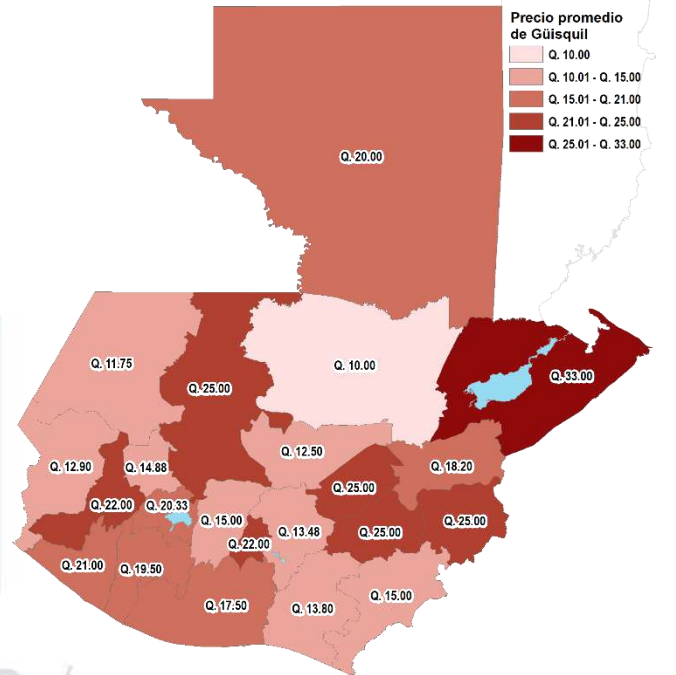 Precio promedio
de Güisquil
Q. 10.00
Q. 10.01 - Q. 15.00
Q. 15.01 - Q. 21.00
Q. 21.01 - Q. 25.00
Q. 25.01 - Q. 33.00
Q. 20.00
Q. 11.75
Q. 25.00
Q. 10.00
Q. 33.00
Q. 12.90
Q. 14.88
Q. 12.50
Q. 18.20
Q. 22.00
Q. 20.33
Q. 15.00
Q. 25.00
Q. 22.00
Q. 13.48
Q. 25.00
Q. 25.00
Q. 21.00
Q. 19.50
Q. 17.50
Q. 13.80
Q. 15.00